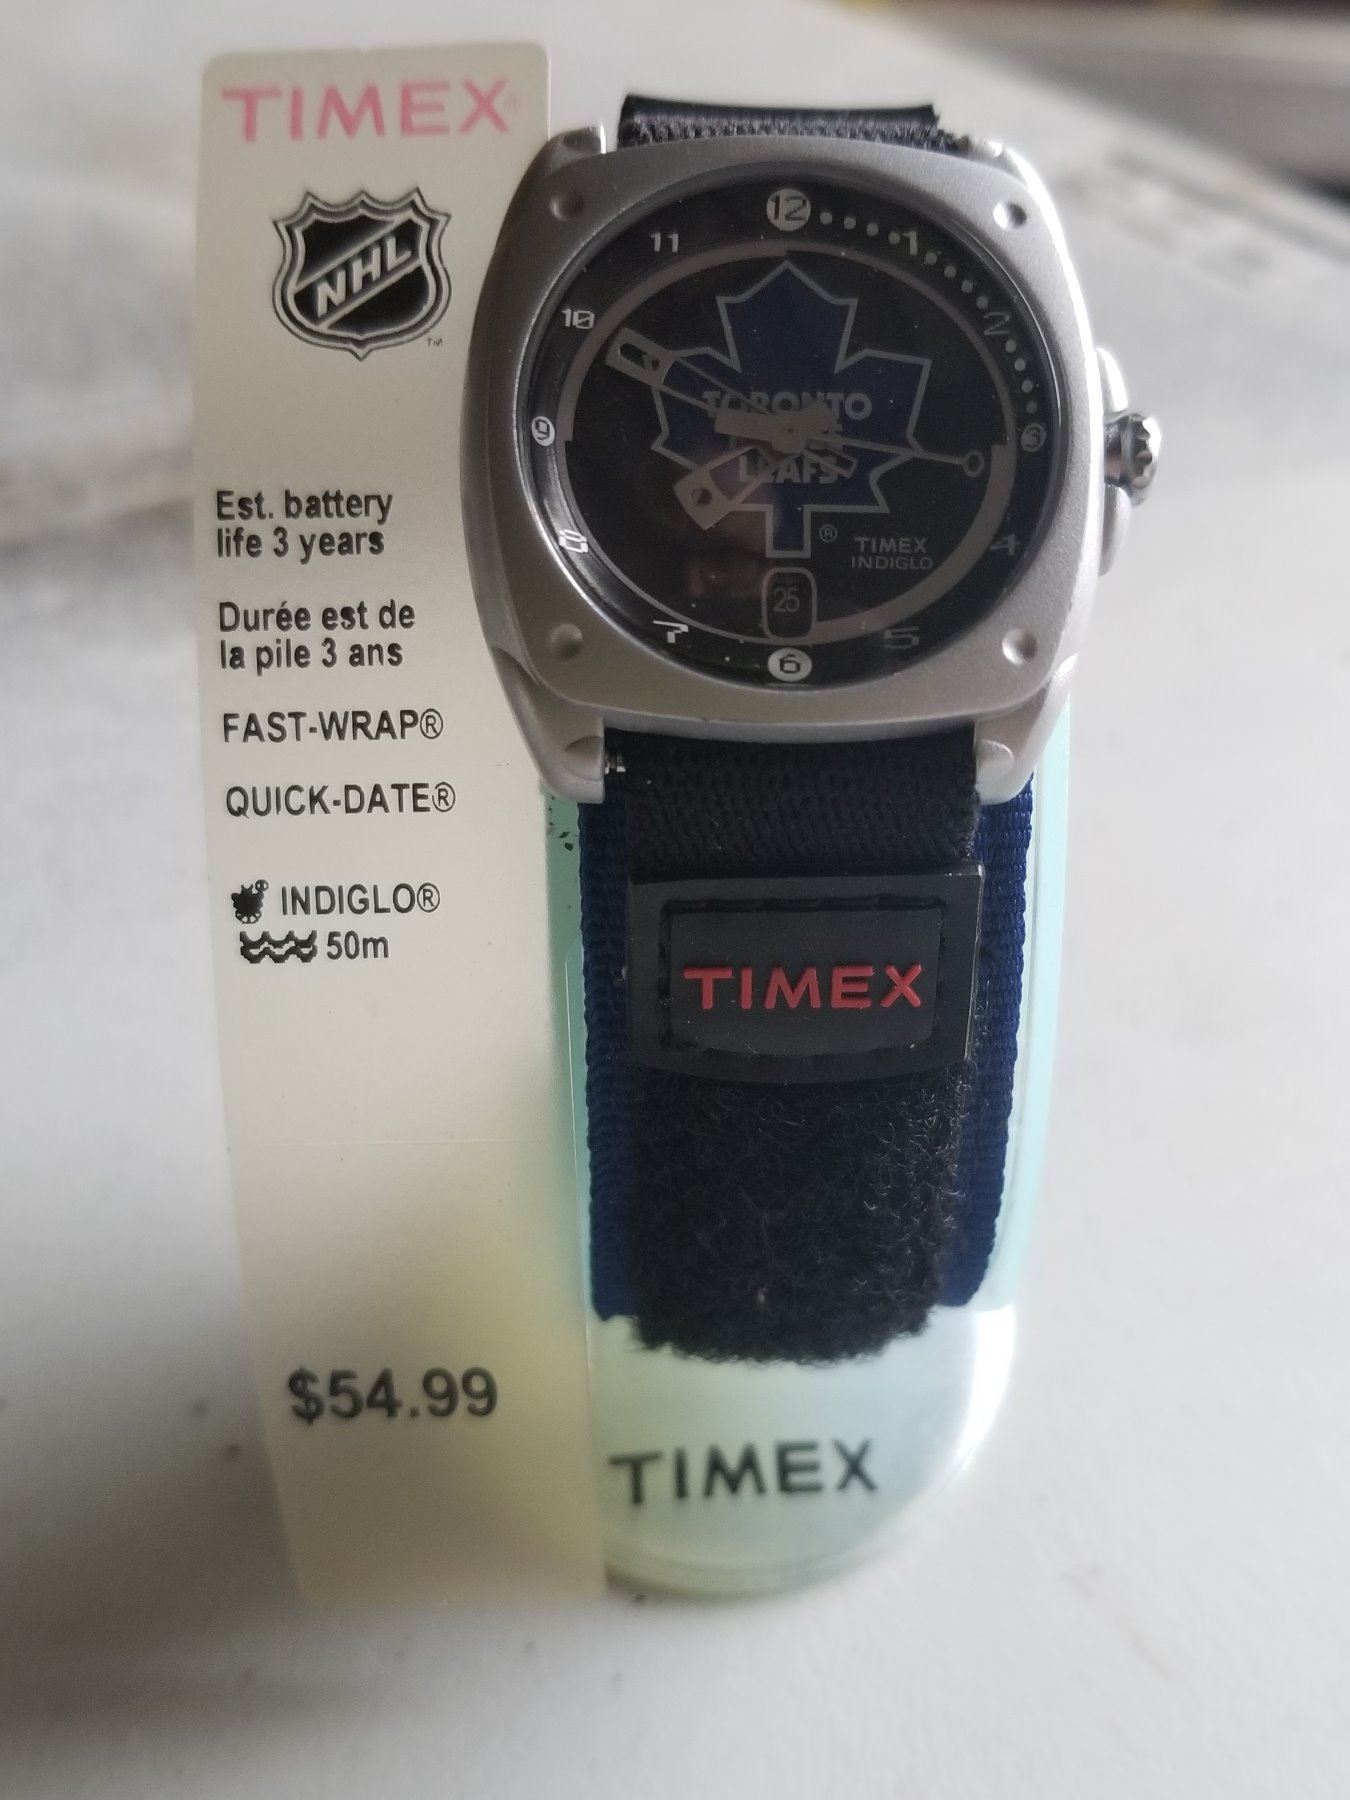 TIMEX®
NHL
TM
Est. battery
life 3 years
Durée est de
la pile 3 ans
FAST-WRAP®
QUICK-DATE®
INDIGLO®
50m
$54.99
12
1
2
3
4
5
6
7
8
9
10
11
TORONTO
LEAFS
®
TIMEX
INDIGLO
25
TIMEX
TIMEX